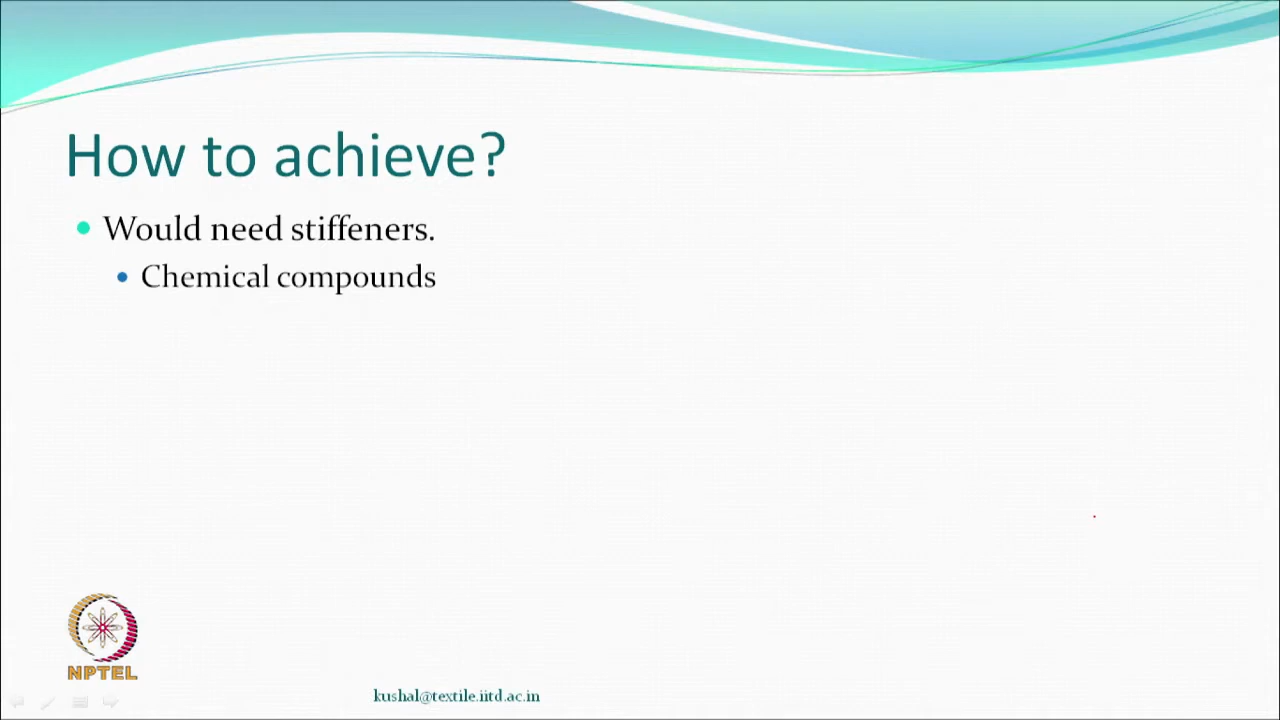 How to achieve?
Would need stiffeners.
Chemical compounds
NPTEL
kushal@textile.iitd.ac.in